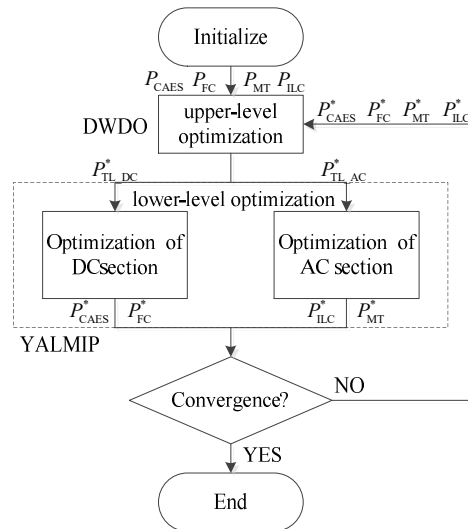 Initialize
P_CAES P_FC P_MT P_ILC
P*_CAES P*_FC P*_MT P*_ILC
DWDO
upper-level
optimization
P*_TL_DC P*_TL_AC
lower-level optimization
Optimization of
DCsection
Optimization of
AC section
P*_CAES P*_FC
P*_ILC P*_MT
YALMIP
Convergence?
NO
YES
End